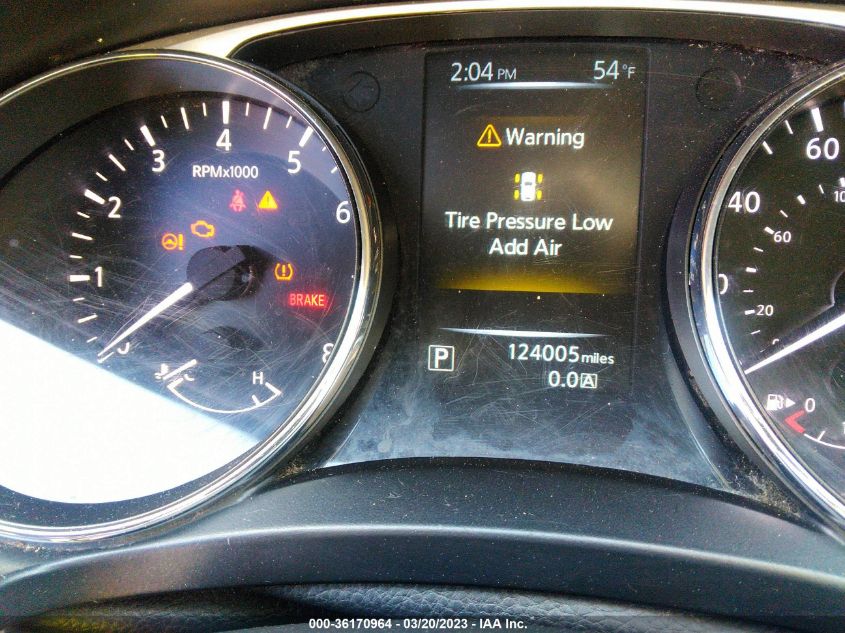 2:04 PM 54°F
Warning
Tire Pressure Low
Add Air
P 124005 miles
0.0 A
RPMx1000
1
2
3
4
5
6
8
BRAKE
H
60
40
60
20
0
000-36170964 / 03/20/2023 - IAA Inc.